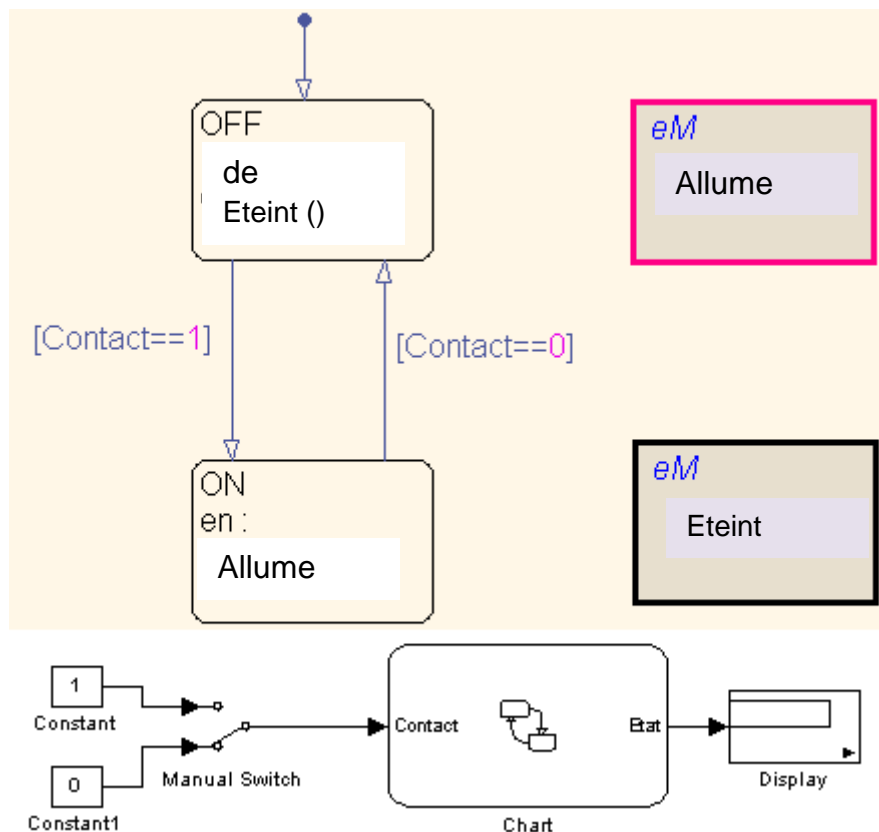 OFF
de
Eteint ()
eM
Allume
[Contact==1]
[Contact==0]
ON
en :
Allume
eM
Eteint
1
Constant
0
Constant1
Manual Switch
Contact
Etat
Chart
Display